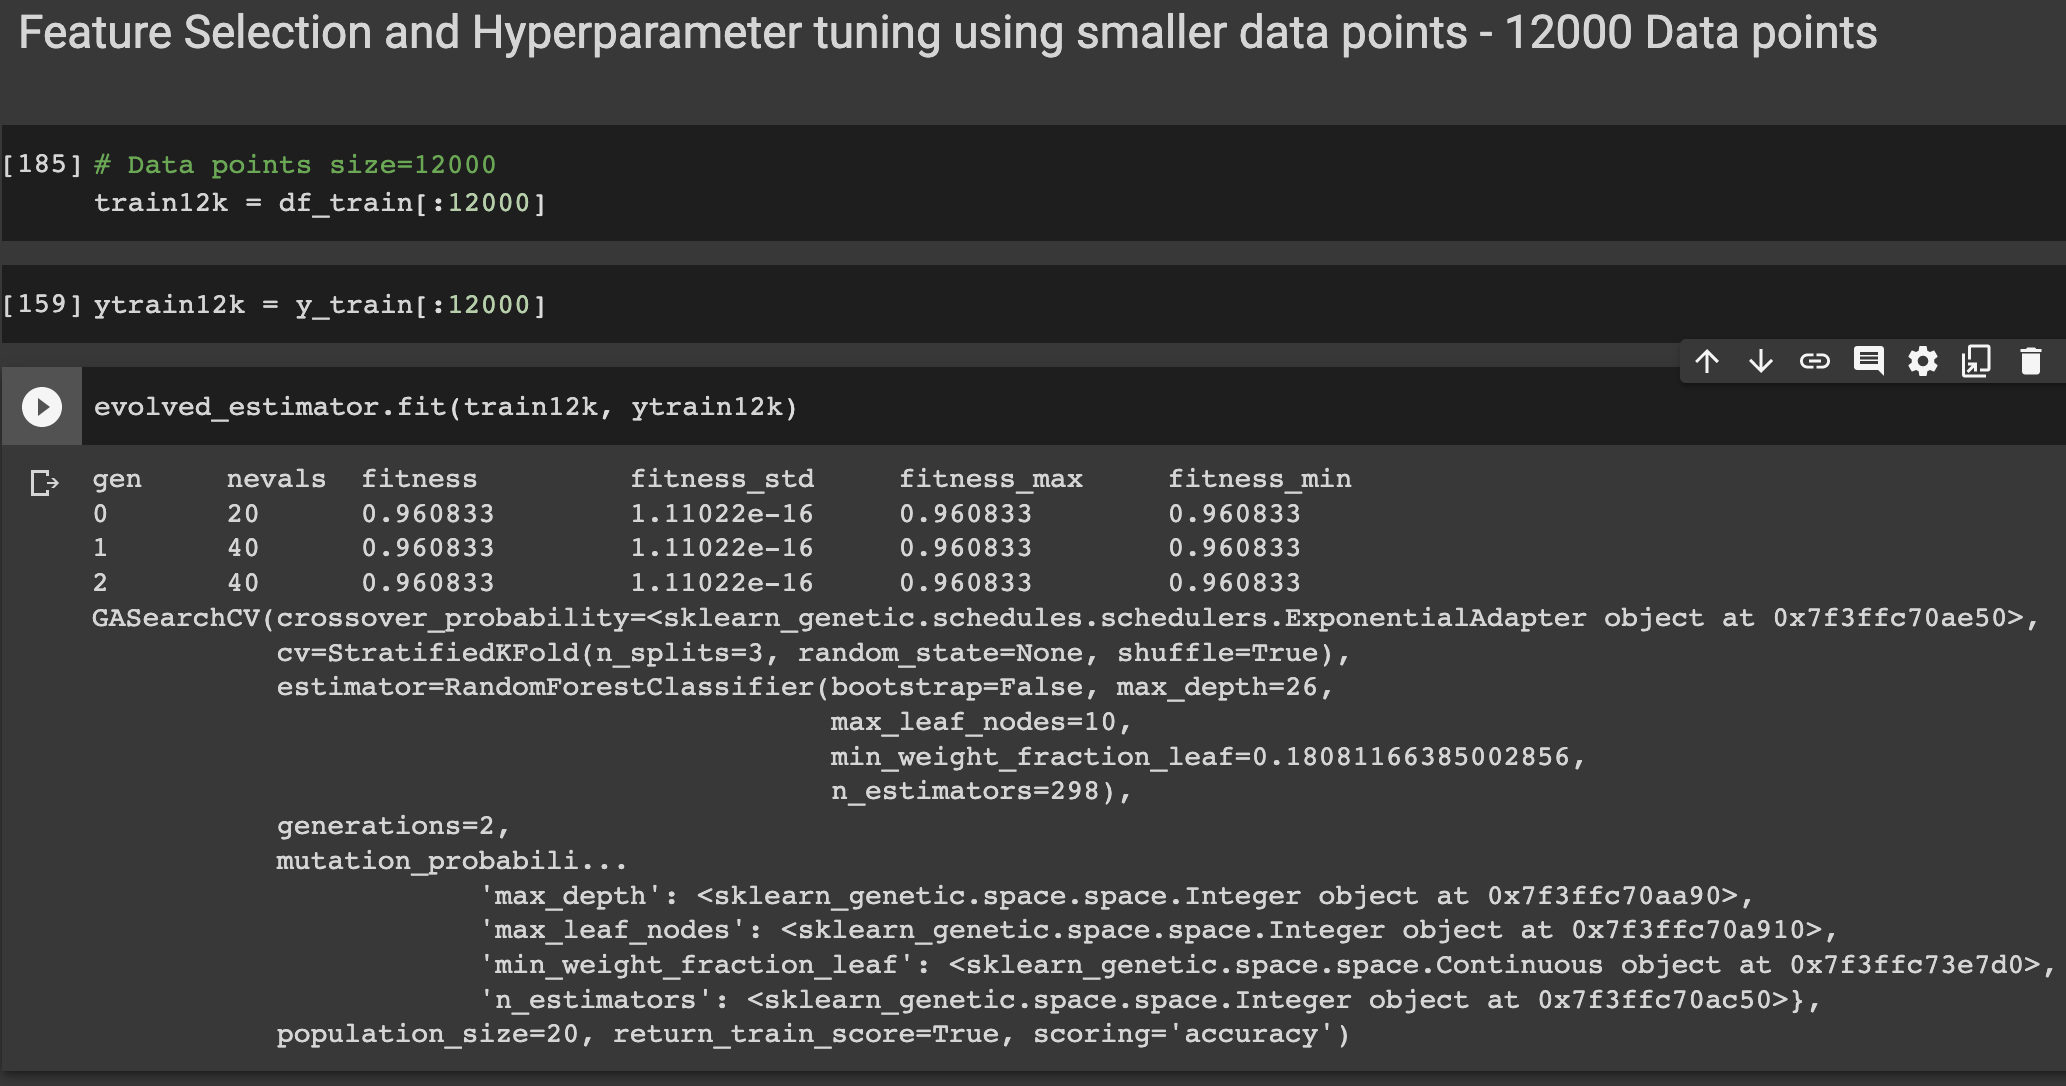 Feature Selection and Hyperparameter tuning using smaller data points - 12000 Data points
[185] # Data points size=12000
train12k = df_train[:12000]
[159] ytrain12k = y_train[:12000]
evolved_estimator.fit(train12k, ytrain12k)
gen nevals fitness fitness_std fitness_max fitness_min
0 20 0.960833 1.11022e-16 0.960833 0.960833
1 40 0.960833 1.11022e-16 0.960833 0.960833
2 40 0.960833 1.11022e-16 0.960833 0.960833
GASearchCV(crossover_probability=<sklearn_genetic.schedules.schedulers.ExponentialAdapter object at 0x7f3ffc70ae50>,
cv=StratifiedKFold(n_splits=3, random_state=None, shuffle=True),
estimator=RandomForestClassifier(bootstrap=False, max_depth=26,
max_leaf_nodes=10,
min_weight_fraction_leaf=0.18081166385002856,
n_estimators=298),
generations=2,
mutation_probabili...
'max_depth': <sklearn_genetic.space.space.Integer object at 0x7f3ffc70aa90>,
'max_leaf_nodes': <sklearn_genetic.space.space.Integer object at 0x7f3ffc70a910>,
'min_weight_fraction_leaf': <sklearn_genetic.space.space.Continuous object at 0x7f3ffc73e7d0>,
'n_estimators': <sklearn_genetic.space.space.Integer object at 0x7f3ffc70ac50>},
population_size=20, return_train_score=True, scoring='accuracy')